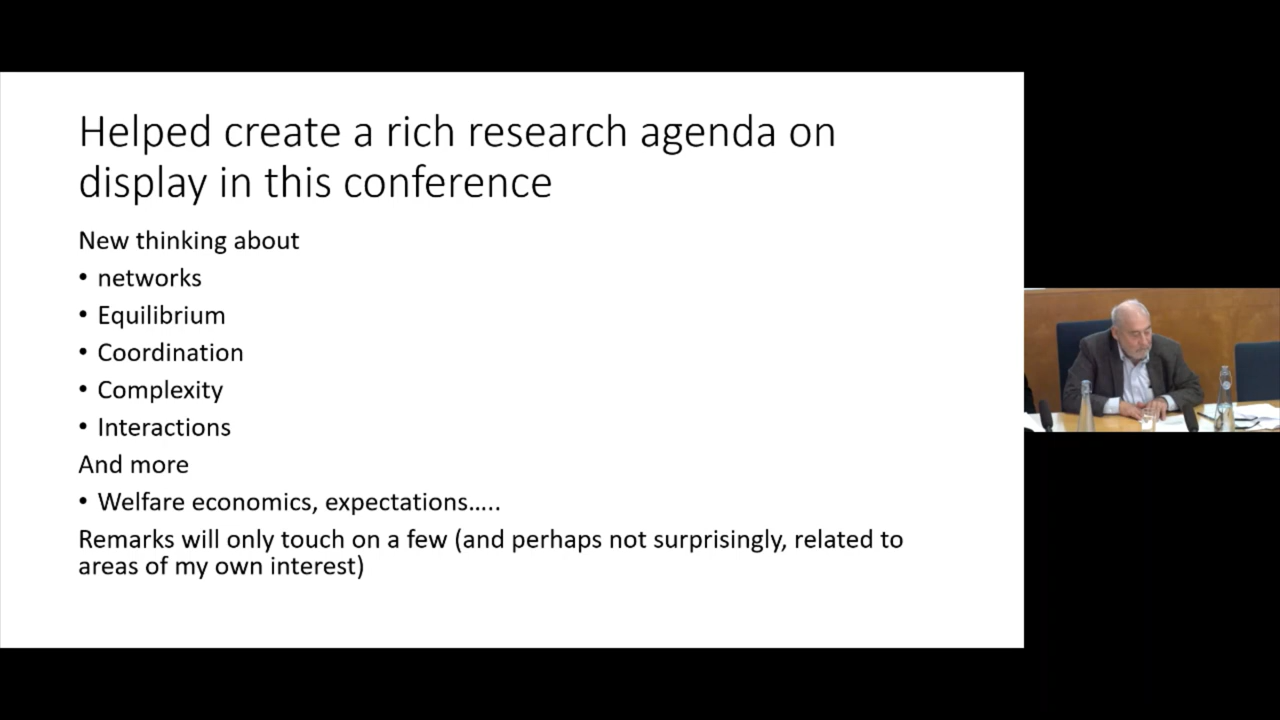 Helped create a rich research agenda on
display in this conference
New thinking about
• networks
• Equilibrium
• Coordination
• Complexity
• Interactions
And more
• Welfare economics, expectations…..
Remarks will only touch on a few (and perhaps not surprisingly, related to
areas of my own interest)